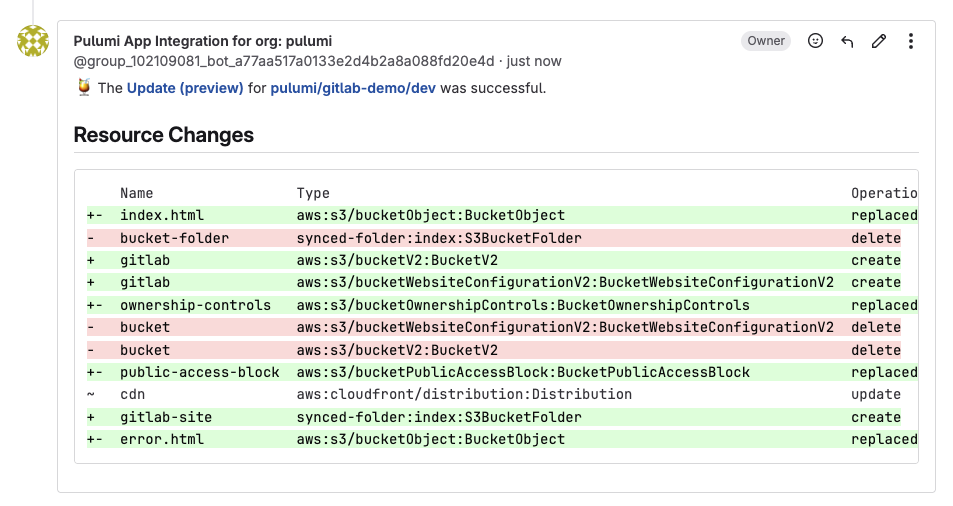 Pulumi App Integration for org: pulumi
Owner
@group_102109081_bot_a77aa517a0133e2d4b2a8a088fd20e4d · just now
🍹 The Update (preview) for pulumi/gitlab-demo/dev was successful.
Resource Changes
Name Type Operatio
+- index.html aws:s3/bucketObject:BucketObject replaced
- bucket-folder synced-folder:index:S3BucketFolder delete
+ gitlab aws:s3/bucketV2:BucketV2 create
+ gitlab aws:s3/bucketWebsiteConfigurationV2:BucketWebsiteConfigurationV2 create
+- ownership-controls aws:s3/bucketOwnershipControls:BucketOwnershipControls replaced
- bucket aws:s3/bucketWebsiteConfigurationV2:BucketWebsiteConfigurationV2 delete
- bucket aws:s3/bucketV2:BucketV2 delete
+- public-access-block aws:s3/bucketPublicAccessBlock:BucketPublicAccessBlock replaced
~ cdn aws:cloudfront/distribution:Distribution update
+ gitlab-site synced-folder:index:S3BucketFolder create
+- error.html aws:s3/bucketObject:BucketObject replaced